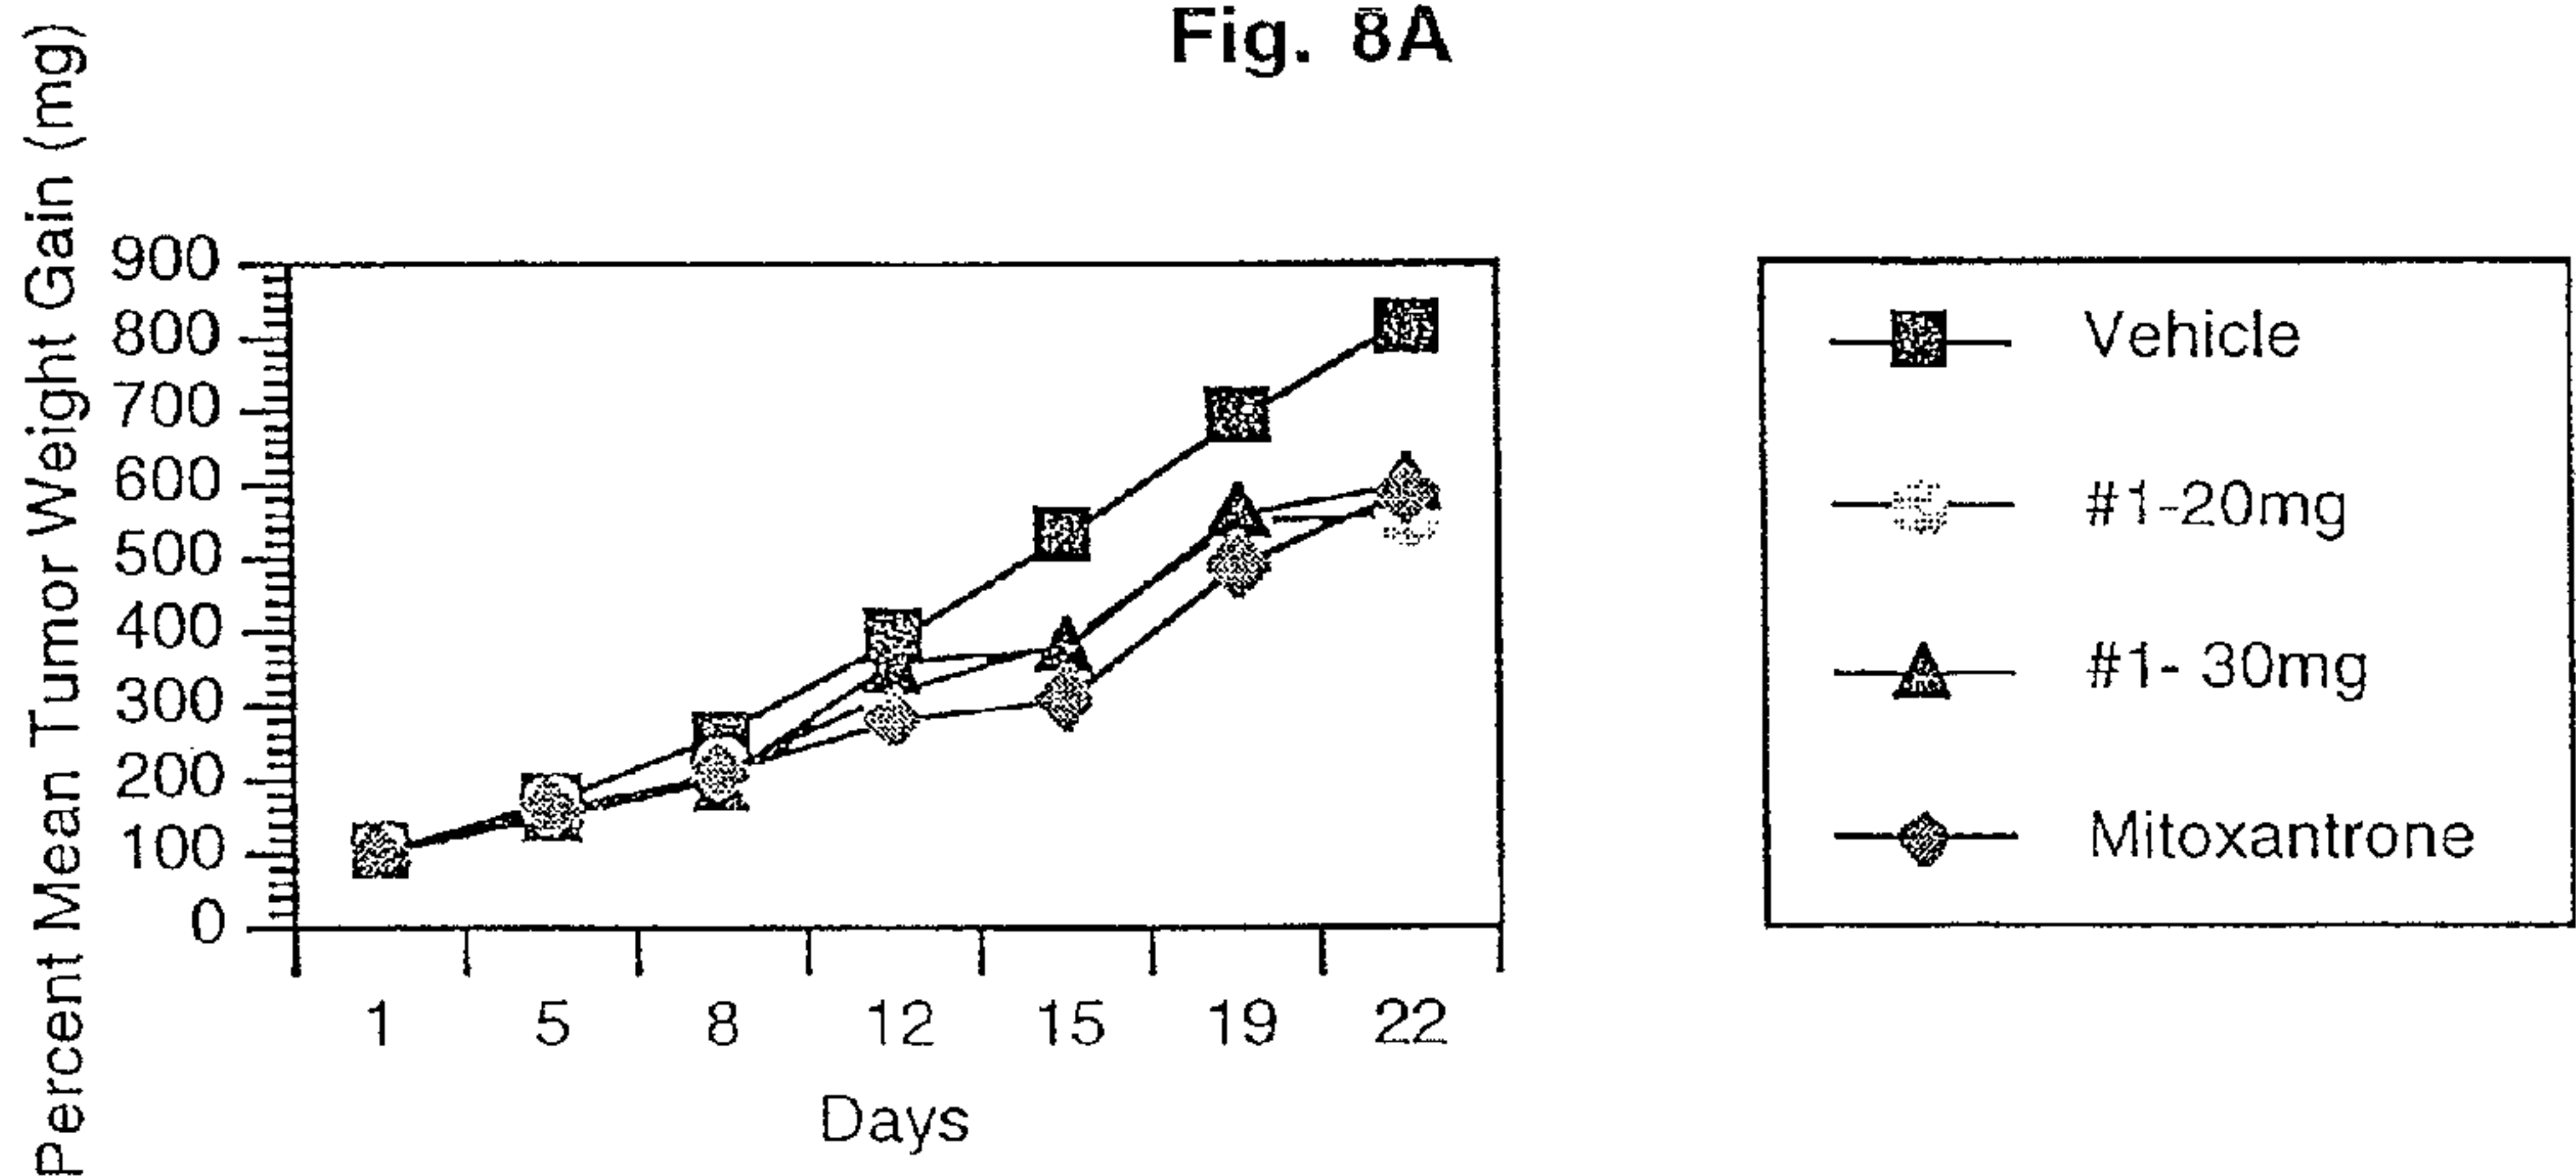 Fig. 8A
Percent Mean Tumor Weight Gain (mg)
900
800
700
600
500
400
300
200
100
0
1 5 8 12 15 19 22
Days
Vehicle
#1-20mg
#1- 30mg
Mitoxantrone